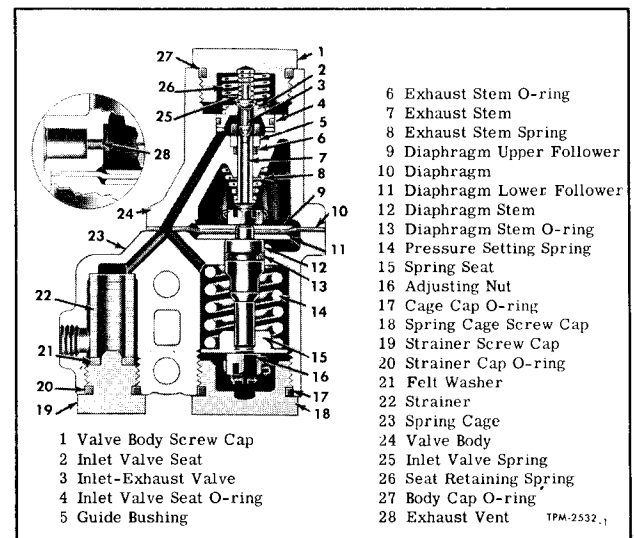 27
1
26
2
3
25
4
5
6
7
28
8
9
24
10
23
11
12
13
22
14
15
21
16
20
17
19
18
1 Valve Body Screw Cap
2 Inlet Valve Seat
3 Inlet-Exhaust Valve
4 Inlet Valve Seat O-ring
5 Guide Bushing
6 Exhaust Stem O-ring
7 Exhaust Stem
8 Exhaust Stem Spring
9 Diaphragm Upper Follower
10 Diaphragm
11 Diaphragm Lower Follower
12 Diaphragm Stem
13 Diaphragm Stem O-ring
14 Pressure Setting Spring
15 Spring Seat
16 Adjusting Nut
17 Cage Cap O-ring
18 Spring Cage Screw Cap
19 Strainer Screw Cap
20 Strainer Cap O-ring
21 Felt Washer
22 Strainer
23 Spring Cage
24 Valve Body
25 Inlet Valve Spring
26 Seat Retaining Spring
27 Body Cap O-ring
28 Exhaust Vent TPM-2532-1